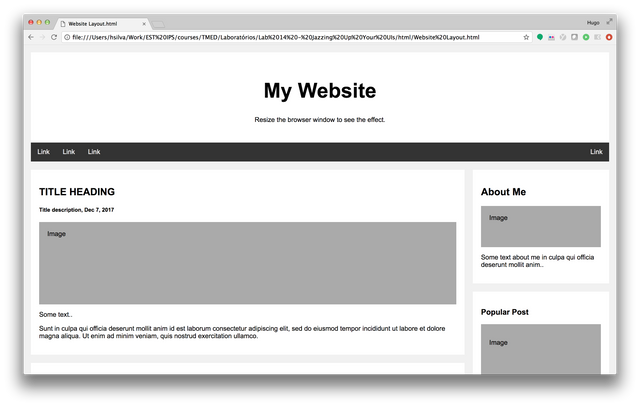 Website Layout.html
Hugo
file:///Users/hsilva/Work/EST%20IPS/courses/TMED/Laboratórios/Lab%2014%20-%20Jazzing%20Up%20Your%20UIs/html/Website%20Layout.html
My Website
Resize the browser window to see the effect.
Link Link Link Link
TITLE HEADING
Title description, Dec 7, 2017
Image
Some text..
Sunt in culpa qui officia deserunt mollit anim id est laborum consectetur adipiscing elit, sed do eiusmod tempor incididunt ut labore et dolore
magna aliqua. Ut enim ad minim veniam, quis nostrud exercitation ullamco.
About Me
Image
Some text about me in culpa qui officia
deserunt mollit anim..
Popular Post
Image